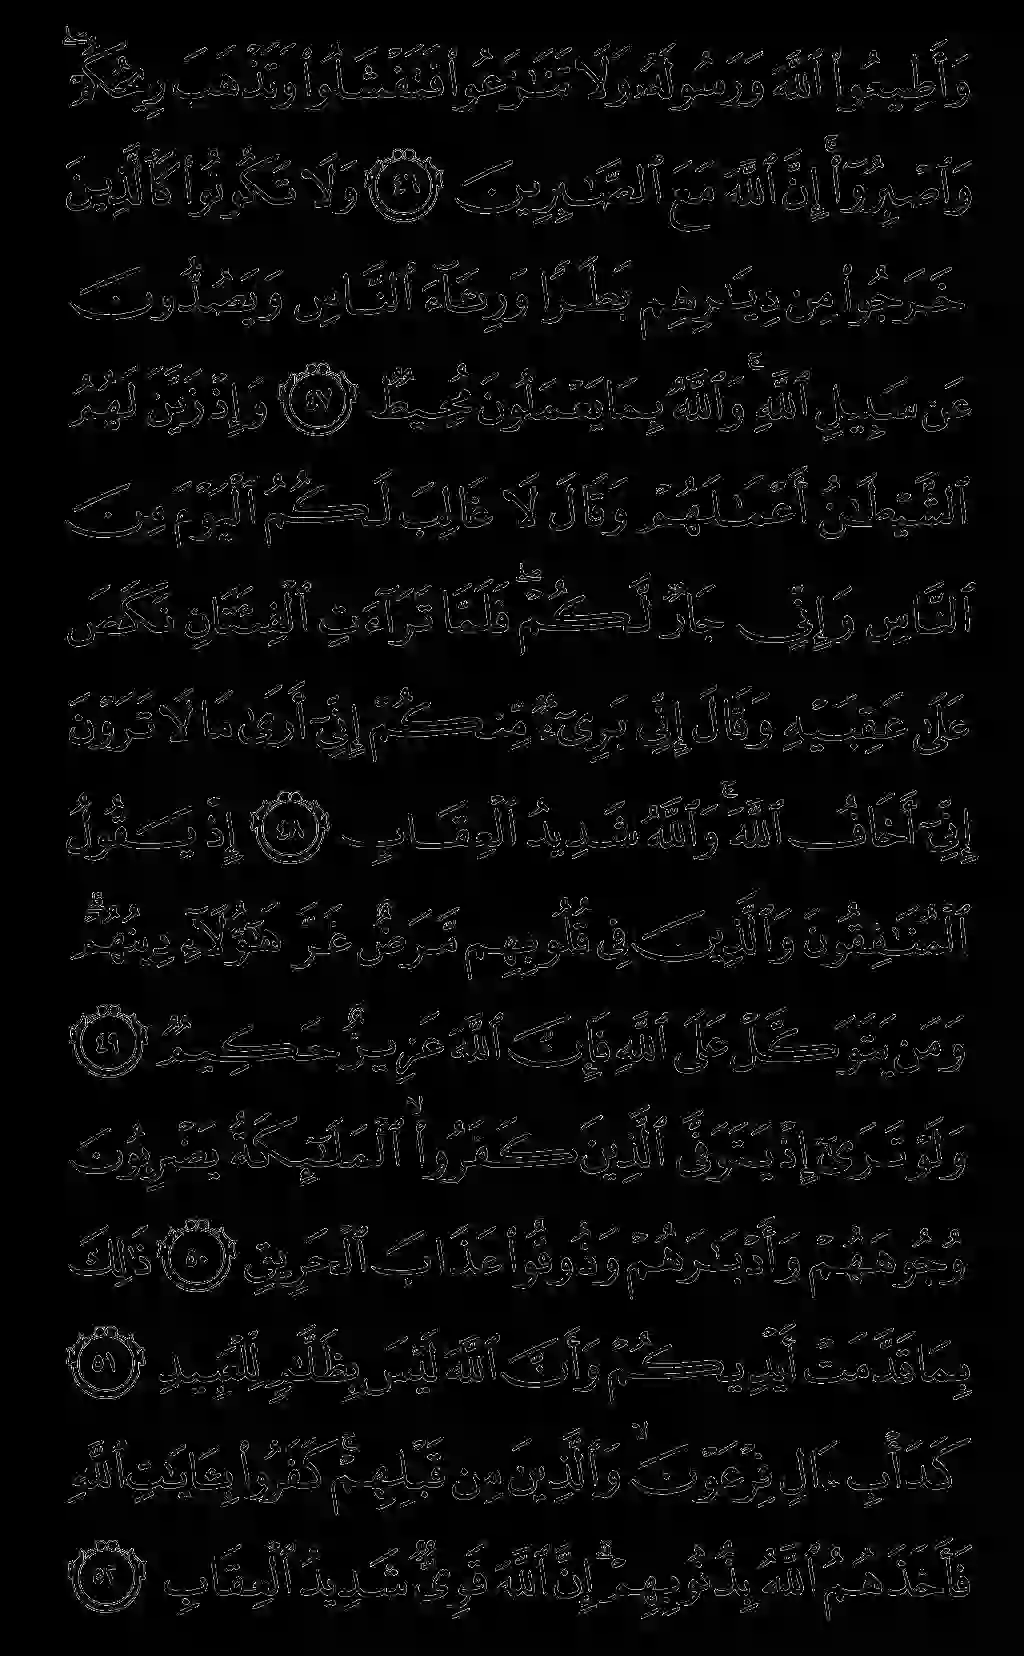 وَأَطِيعُوا۟ ٱللَّهَ وَرَسُولَهُۥ وَلَا تَنَـٰزَعُوا۟ فَتَفْشَلُوا۟ وَتَذْهَبَ رِيحُكُمْ ۖ
وَٱصْبِرُوٓا۟ ۚ إِنَّ ٱللَّهَ مَعَ ٱلصَّـٰبِرِينَ ٤٦ وَلَا تَكُونُوا۟ كَٱلَّذِينَ
خَرَجُوا۟ مِن دِيَـٰرِهِم بَطَرًا وَرِئَآءَ ٱلنَّاسِ وَيَصُدُّونَ
عَن سَبِيلِ ٱللَّهِ ۚ وَٱللَّهُ بِمَا يَعْمَلُونَ مُحِيطٌ ٤٧ وَإِذْ زَيَّنَ لَهُمُ
ٱلشَّيْطَـٰنُ أَعْمَـٰلَهُمْ وَقَالَ لَا غَالِبَ لَكُمُ ٱلْيَوْمَ مِنَ
ٱلنَّاسِ وَإِنِّى جَارٌ لَّكُمْ ۖ فَلَمَّا تَرَآءَتِ ٱلْفِئَتَانِ نَكَصَ
عَلَىٰ عَقِبَيْهِ وَقَالَ إِنِّى بَرِىٓءٌ مِّنكُمْ إِنِّىٓ أَرَىٰ مَا لَا تَرَوْنَ
إِنِّىٓ أَخَافُ ٱللَّهَ ۚ وَٱللَّهُ شَدِيدُ ٱلْعِقَابِ ٤٨ إِذْ يَقُولُ
ٱلْمُنَـٰفِقُونَ وَٱلَّذِينَ فِى قُلُوبِهِم مَّرَضٌ غَرَّ هَـٰٓؤُلَآءِ دِينُهُمْ ۗ
وَمَن يَتَوَكَّلْ عَلَى ٱللَّهِ فَإِنَّ ٱللَّهَ عَزِيزٌ حَكِيمٌ ٤٩
وَلَوْ تَرَىٰٓ إِذْ يَتَوَفَّى ٱلَّذِينَ كَفَرُوا۟ ۙ ٱلْمَلَـٰٓئِكَةُ يَضْرِبُونَ
وُجُوهَهُمْ وَأَدْبَـٰرَهُمْ وَذُوقُوا۟ عَذَابَ ٱلْحَرِيقِ ٥٠ ذَٰلِكَ
بِمَا قَدَّمَتْ أَيْدِيكُمْ وَأَنَّ ٱللَّهَ لَيْسَ بِظَلَّـٰمٍ لِّلْعَبِيدِ ٥١
كَدَأْبِ ءَالِ فِرْعَوْنَ ۙ وَٱلَّذِينَ مِن قَبْلِهِمْ ۚ كَفَرُوا۟ بِـَٔايَـٰتِ ٱللَّهِ
فَأَخَذَهُمُ ٱللَّهُ بِذُنُوبِهِمْ ۗ إِنَّ ٱللَّهَ قَوِىٌّ شَدِيدُ ٱلْعِقَابِ ٥٢